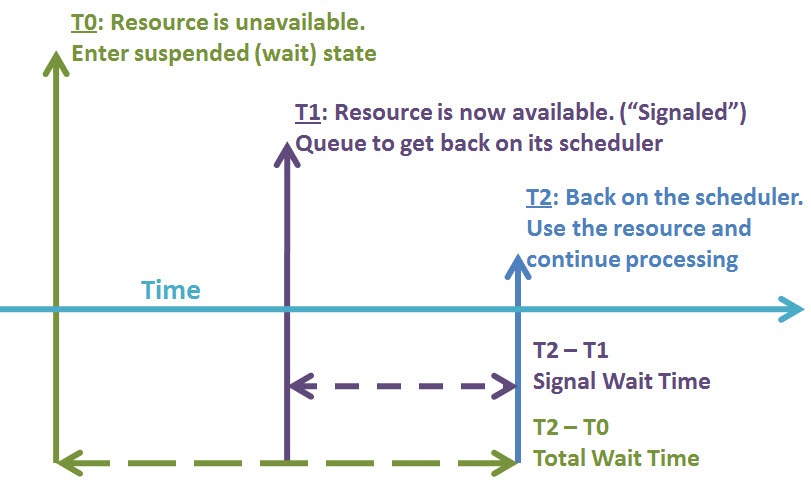 T0: Resource is unavailable.
Enter suspended (wait) state
T1: Resource is now available. (“Signaled”)
Queue to get back on its scheduler
T2: Back on the scheduler.
Use the resource and
continue processing
Time
T2 – T1
Signal Wait Time
T2 – T0
Total Wait Time